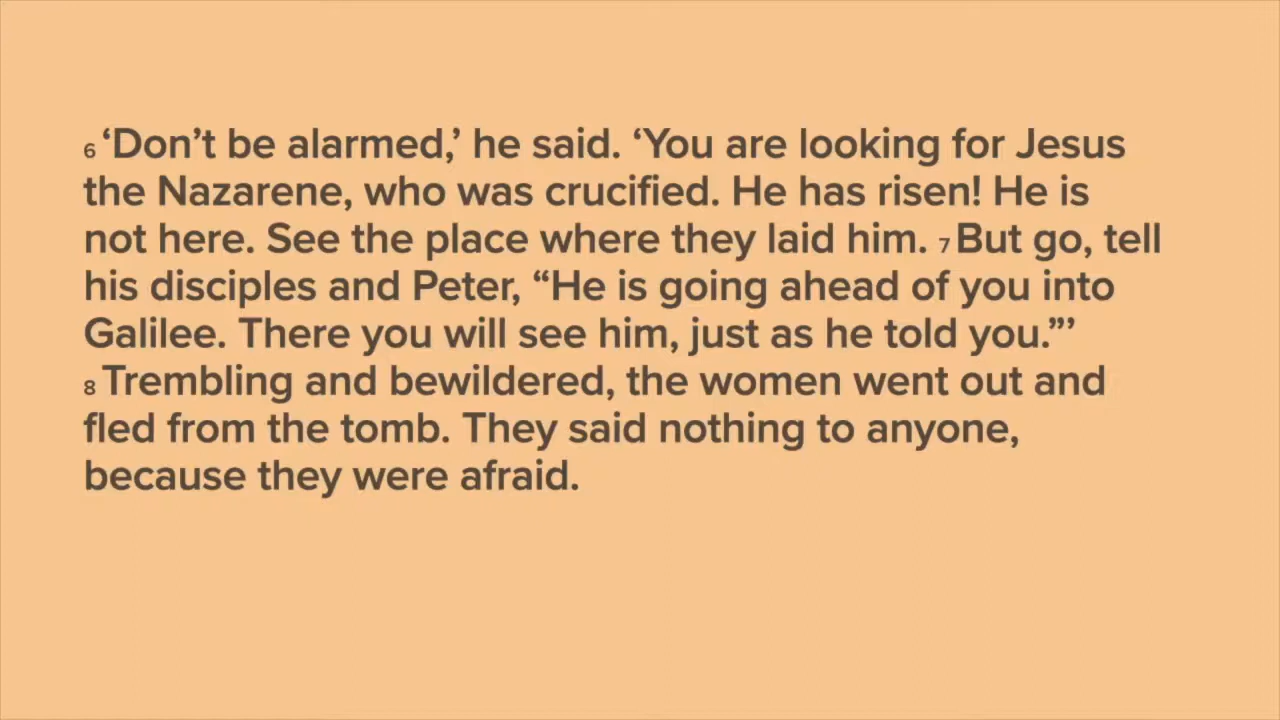 6 ‘Don’t be alarmed,’ he said. ‘You are looking for Jesus
the Nazarene, who was crucified. He has risen! He is
not here. See the place where they laid him. 7 But go, tell
his disciples and Peter, “He is going ahead of you into
Galilee. There you will see him, just as he told you.”’
8 Trembling and bewildered, the women went out and
fled from the tomb. They said nothing to anyone,
because they were afraid.